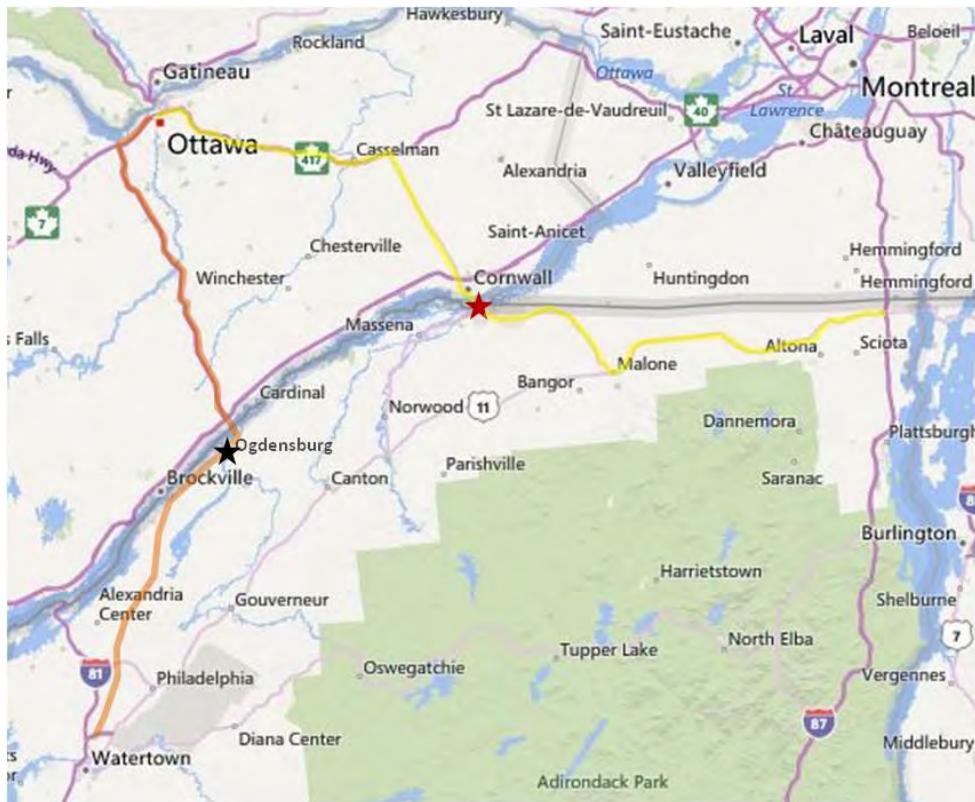 Hawkesbury
Saint-Eustache
Laval
Beloeil
Rockland
Gatineau
Ottawa
St
Lawrence
Montreal
St Lazare-de-Vaudreuil
40
Châteauguay
Ottawa
417
Casselman
Alexandria
Valleyfield
7
Chesterville
Saint-Anicet
Hemmingford
Winchester
Cornwall
Huntingdon
Hemmingford
Massena
s Falls
Altona
Sciota
Malone
Bangor
Cardinal
Norwood
11
Dannemora
Plattsburgh
Ogdensburg
Brockville
Canton
Parishville
Saranac
Burlington
Harrietstown
Alexandria
Center
Gouverneur
Shelburne
North Elba
7
Tupper Lake
Oswegatchie
81
Philadelphia
Vergennes
87
Diana Center
Middlebury
Watertown
Adirondack Park